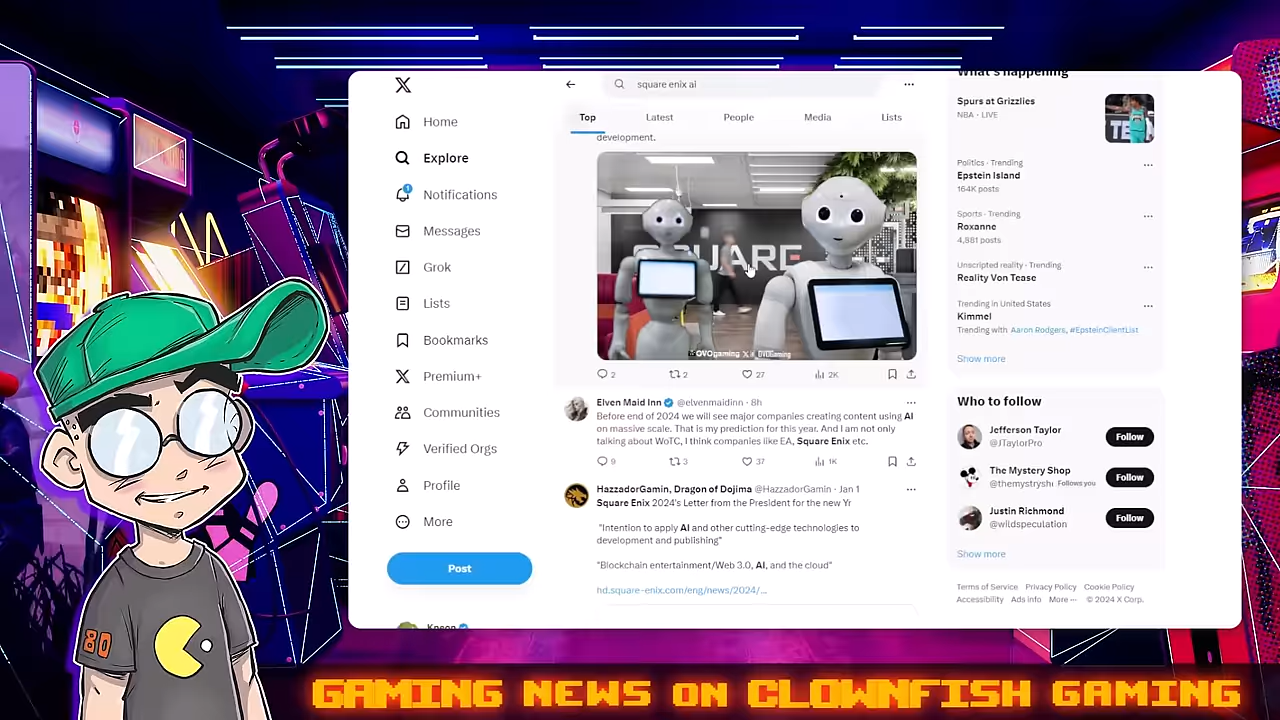 What's happening
square enix ai
Home
Explore
1
Notifications
Messages
Grok
Lists
Bookmarks
Premium+
Communities
Verified Orgs
Profile
More
Post
Top
Latest
People
Media
Lists
development.
SQUARE
OVOgaming X @_OVOGaming
2
2
27
2K
Elven Maid Inn @elvenmaidinn · 8h
Before end of 2024 we will see major companies creating content using AI
on massive scale. That is my prediction for this year. And I am not only
talking about WoTC, I think companies like EA, Square Enix etc.
9
3
37
1K
HazzadorGamin, Dragon of Dojima @HazzadorGamin · Jan 1
Square Enix 2024's Letter from the President for the new Yr
"Intention to apply AI and other cutting-edge technologies to
development and publishing"
"Blockchain entertainment/Web 3.0, AI, and the cloud"
hd.square-enix.com/eng/news/2024/...
Spurs at Grizzlies
NBA · LIVE
Politics · Trending
Epstein Island
164K posts
Sports · Trending
Roxanne
4,881 posts
Unscripted reality · Trending
Reality Von Tease
Trending in United States
Kimmel
Trending with Aaron Rodgers, #EpsteinClientList
Show more
Who to follow
Jefferson Taylor
@JTaylorPro
Follow
The Mystery Shop
@themystryshi Follows you
Follow
Justin Richmond
@wildspeculation
Follow
Show more
Terms of Service Privacy Policy Cookie Policy
Accessibility Ads info More ··· © 2024 X Corp.
80
GAMING NEWS ON CLOWNFISH GAMING